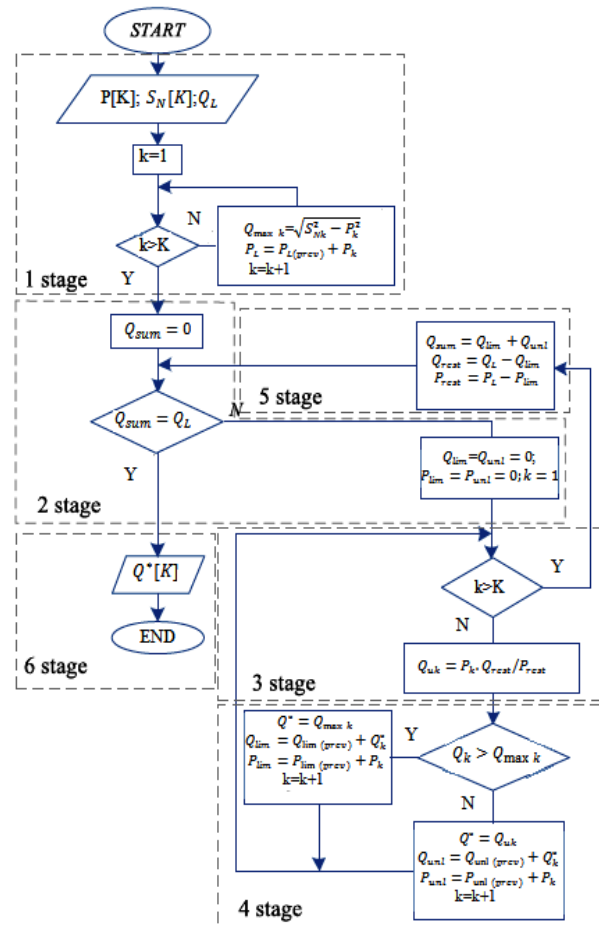 START
P[K]; S_N[K];Q_L
k=1
N
Q_max k=√(S²_Nk − P²_k)
P_L = P_L(prev) + P_k
k=k+1
k>K
Y
1 stage
Q_sum = 0
Q_sum = Q_lim + Q_unl
Q_rest = Q_L − Q_lim
P_rest = P_L − P_lim
5 stage
Q_sum = Q_L
N
Q_lim=Q_unl = 0;
P_lim = P_unl = 0; k = 1
Y
2 stage
Q*[K]
END
6 stage
k>K
Y
N
Q_uk = P_k. Q_rest/P_rest
3 stage
Q* = Q_max k
Q_lim = Q_lim (prev) + Q*_k
P_lim = P_lim (prev) + P_k
k=k+1
Y
Q_k > Q_max k
N
Q* = Q_uk
Q_unl = Q_unl (prev) + Q*_k
P_unl = P_unl (prev) + P_k
k=k+1
4 stage